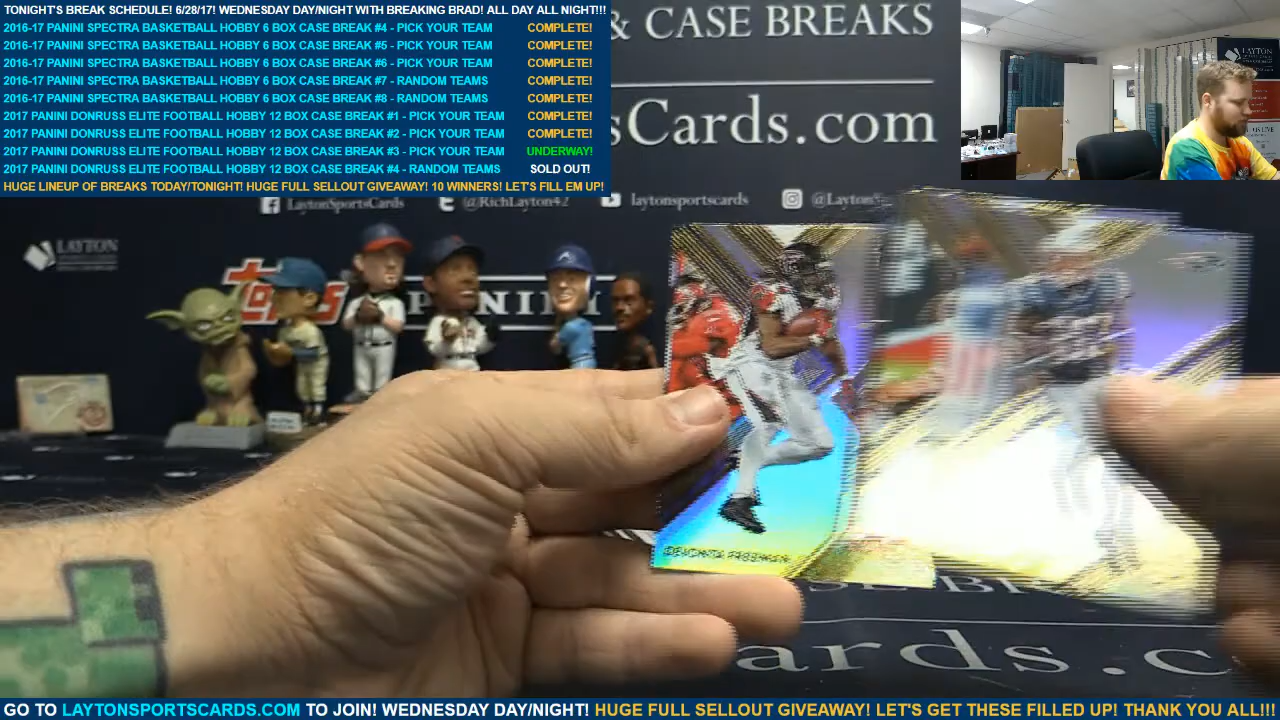 TONIGHT'S BREAK SCHEDULE! 6/28/17! WEDNESDAY DAY/NIGHT WITH BREAKING BRAD! ALL DAY ALL NIGHT!!!
2016-17 PANINI SPECTRA BASKETBALL HOBBY 6 BOX CASE BREAK #4 - PICK YOUR TEAM COMPLETE!
2016-17 PANINI SPECTRA BASKETBALL HOBBY 6 BOX CASE BREAK #5 - PICK YOUR TEAM COMPLETE!
2016-17 PANINI SPECTRA BASKETBALL HOBBY 6 BOX CASE BREAK #6 - PICK YOUR TEAM COMPLETE!
2016-17 PANINI SPECTRA BASKETBALL HOBBY 6 BOX CASE BREAK #7 - RANDOM TEAMS COMPLETE!
2016-17 PANINI SPECTRA BASKETBALL HOBBY 6 BOX CASE BREAK #8 - RANDOM TEAMS COMPLETE!
2017 PANINI DONRUSS ELITE FOOTBALL HOBBY 12 BOX CASE BREAK #1 - PICK YOUR TEAM COMPLETE!
2017 PANINI DONRUSS ELITE FOOTBALL HOBBY 12 BOX CASE BREAK #2 - PICK YOUR TEAM COMPLETE!
2017 PANINI DONRUSS ELITE FOOTBALL HOBBY 12 BOX CASE BREAK #3 - PICK YOUR TEAM UNDERWAY!
2017 PANINI DONRUSS ELITE FOOTBALL HOBBY 12 BOX CASE BREAK #4 - RANDOM TEAMS SOLD OUT!
HUGE LINEUP OF BREAKS TODAY/TONIGHT! HUGE FULL SELLOUT GIVEAWAY! 10 WINNERS! LET'S FILL EM UP!
& CASE BREAKS
sCards.com
LAYTON
LaytonSportsCards @RichLayton42 laytonsportscards @Layton
LAYTON
Topps PANINI
DEVONTA FREEMAN
CASE BR
ards.c
GO TO LAYTONSPORTSCARDS.COM TO JOIN! WEDNESDAY DAY/NIGHT! HUGE FULL SELLOUT GIVEAWAY! LET'S GET THESE FILLED UP! THANK YOU ALL!!!